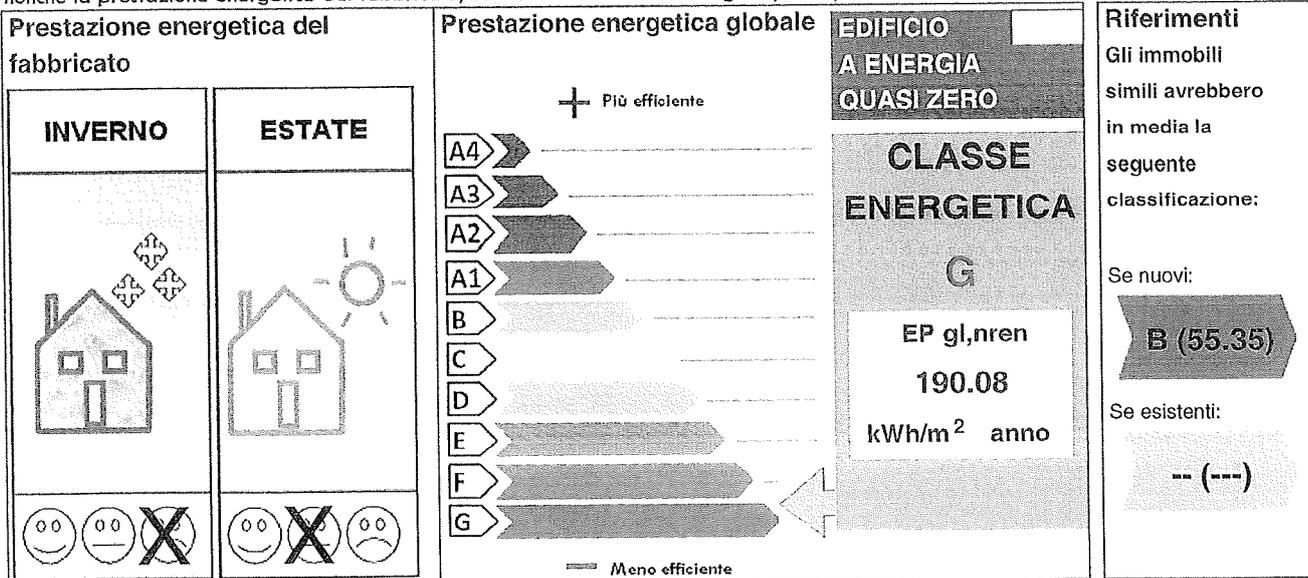 Prestazione energetica del
fabbricato
INVERNO
ESTATE
Prestazione energetica globale
Più efficiente
A4
A3
A2
A1
B
C
D
E
F
G
Meno efficiente
EDIFICIO
A ENERGIA
QUASI ZERO
CLASSE
ENERGETICA
G
EP gl,nren
190.08
kWh/m² anno
Riferimenti
Gli immobili
simili avrebbero
in media la
seguente
classificazione:
Se nuovi:
B (55.35)
Se esistenti:
-- (---)